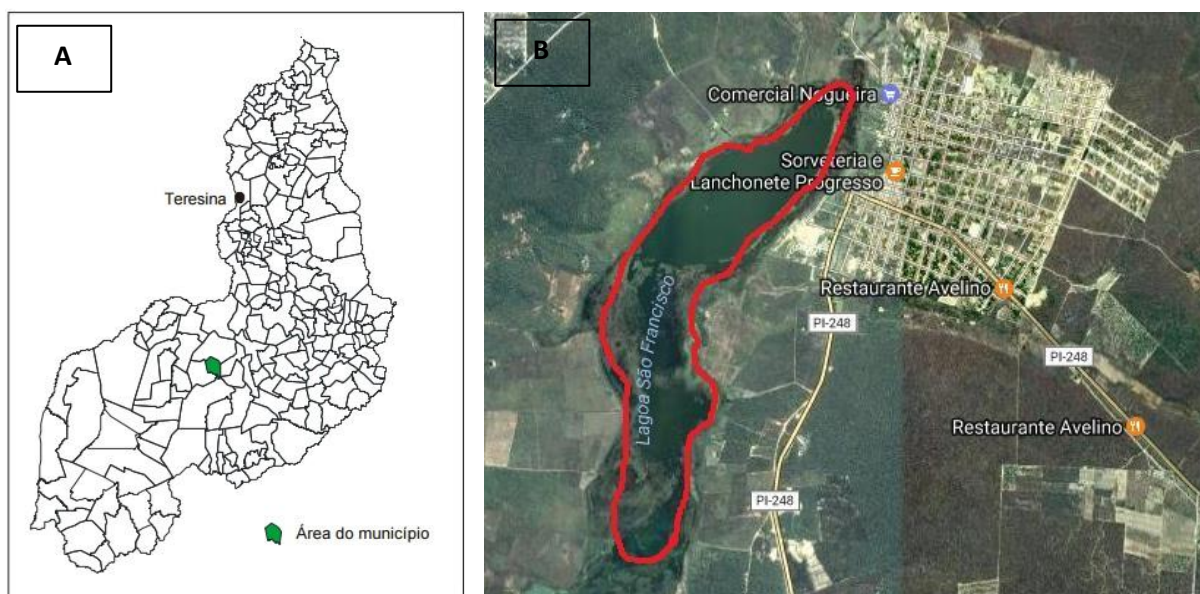 A
Teresina
Área do município
B
Comercial Nogueira
Sorveteria e
Lanchonete Progresso
Restaurante Avelino
PI-248
PI-248
Lagoa São Francisco
Restaurante Avelino
PI-248